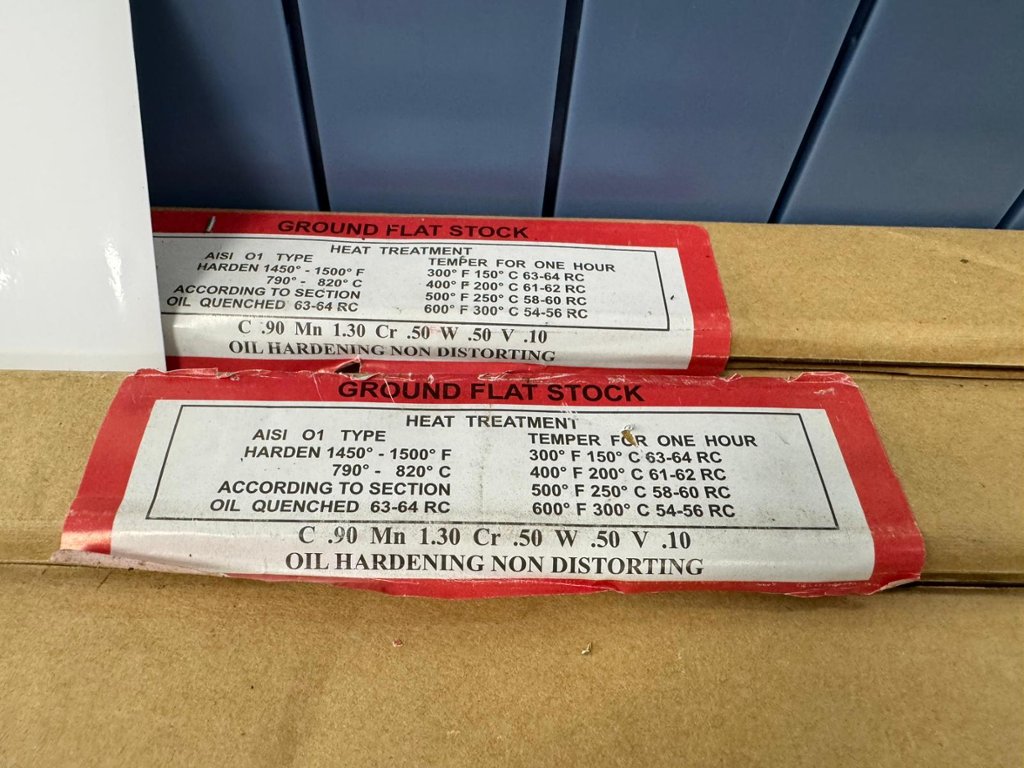 GROUND FLAT STOCK
HEAT TREATMENT
AISI O1 TYPE
HARDEN 1450° - 1500° F
790° - 820° C
ACCORDING TO SECTION
OIL QUENCHED 63-64 RC
TEMPER FOR ONE HOUR
300° F 150° C 63-64 RC
400° F 200° C 61-62 RC
500° F 250° C 58-60 RC
600° F 300° C 54-56 RC
C .90 Mn 1.30 Cr .50 W .50 V .10
OIL HARDENING NON DISTORTING
GROUND FLAT STOCK
HEAT TREATMENT
AISI O1 TYPE
HARDEN 1450° - 1500° F
790° - 820° C
ACCORDING TO SECTION
OIL QUENCHED 63-64 RC
TEMPER FOR ONE HOUR
300° F 150° C 63-64 RC
400° F 200° C 61-62 RC
500° F 250° C 58-60 RC
600° F 300° C 54-56 RC
C .90 Mn 1.30 Cr .50 W .50 V .10
OIL HARDENING NON DISTORTING